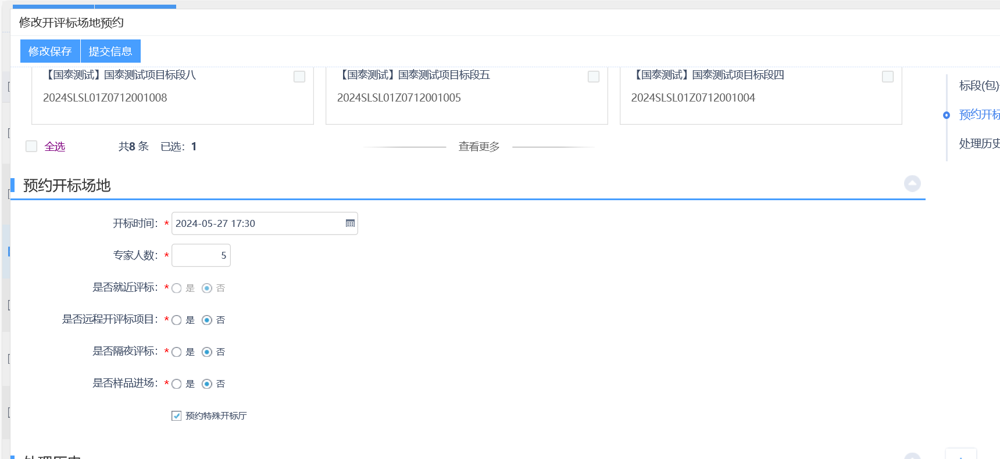 修改开评标场地预约
修改保存 提交信息
【国泰测试】国泰测试项目标段八
2024SLSL01Z0712001008
【国泰测试】国泰测试项目标段五
2024SLSL01Z0712001005
【国泰测试】国泰测试项目标段四
2024SLSL01Z0712001004
全选 共8 条 已选：1 查看更多
标段(包)
预约开标
处理历史
预约开标场地
开标时间：* 2024-05-27 17:30
专家人数：* 5
是否就近评标：* 是 否
是否远程开评标项目：* 是 否
是否隔夜评标：* 是 否
是否样品进场：* 是 否
预约特殊开标厅
处理历史